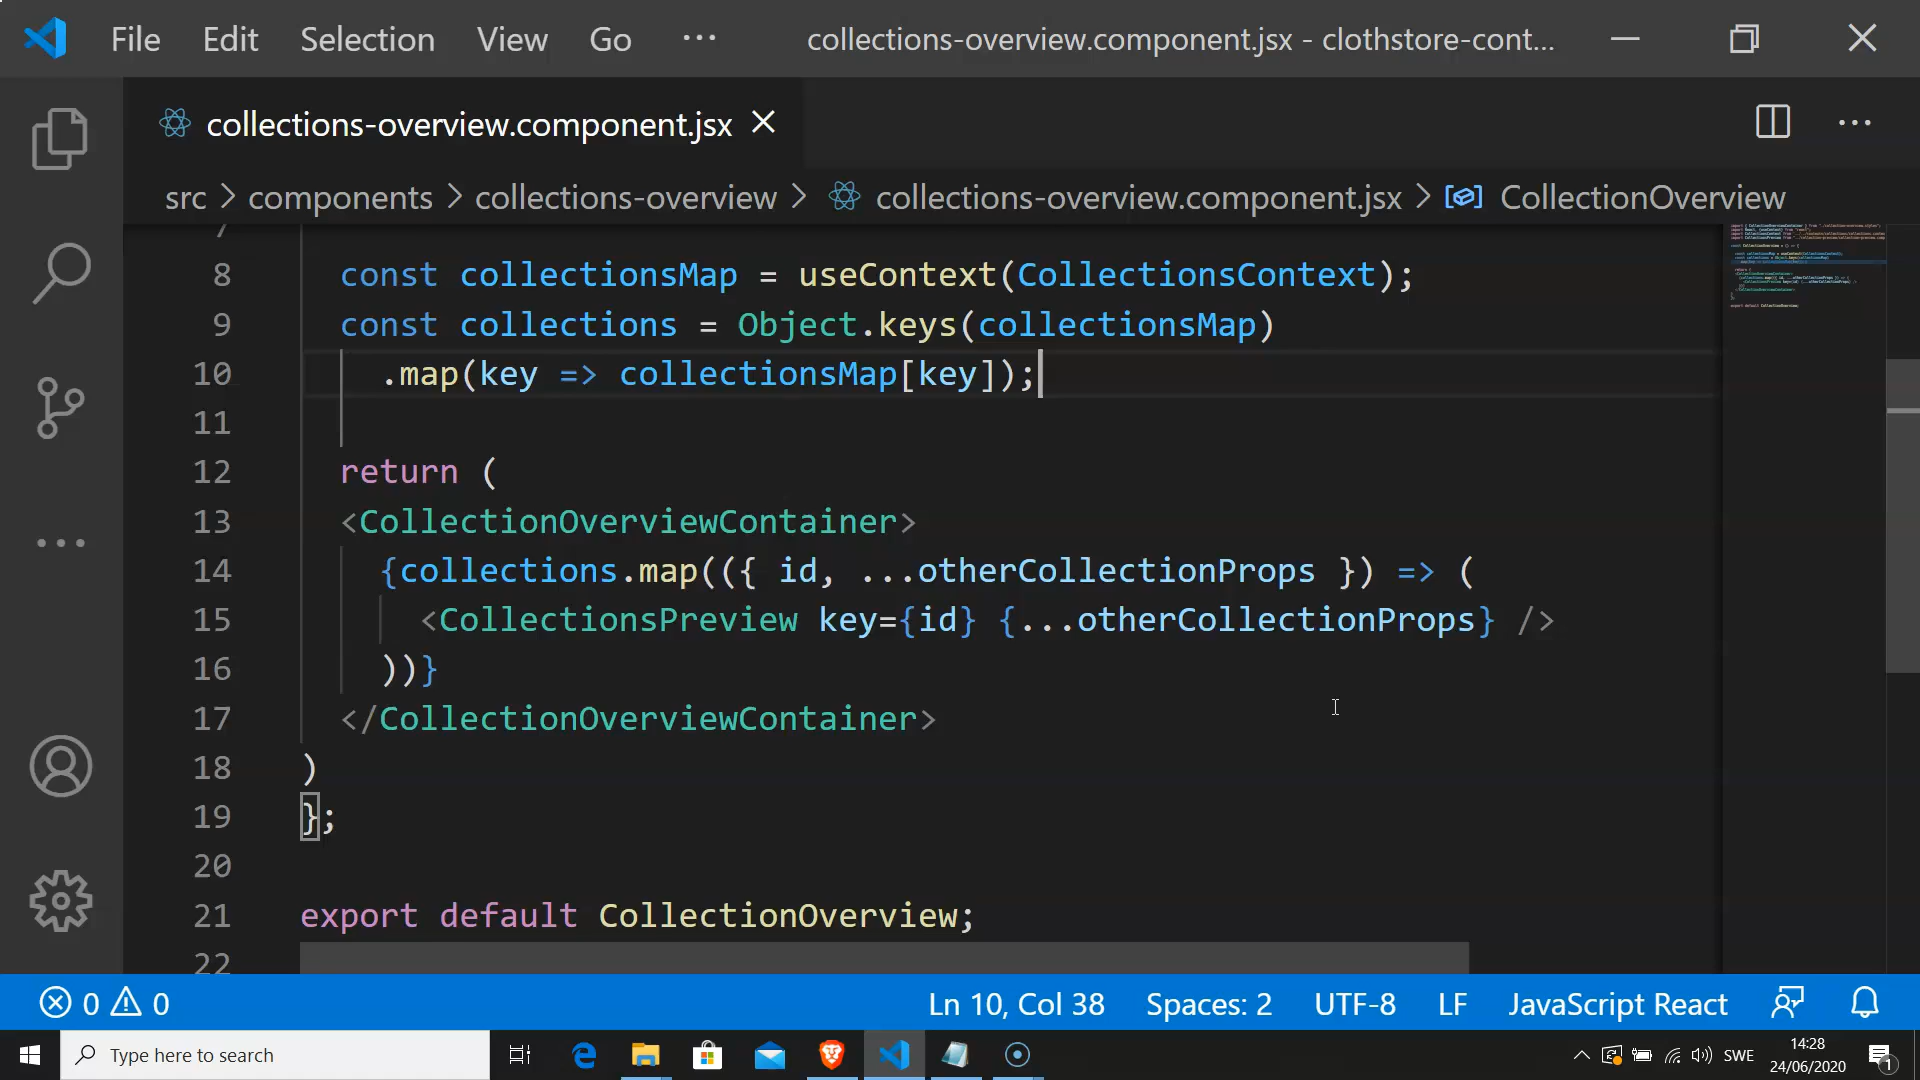 File Edit Selection View Go ··· collections-overview.component.jsx - clothstore-cont...
collections-overview.component.jsx
src > components > collections-overview > collections-overview.component.jsx > CollectionOverview
7
8 const collectionsMap = useContext(CollectionsContext);
9 const collections = Object.keys(collectionsMap)
10 .map(key => collectionsMap[key]);
11
12 return (
13 <CollectionOverviewContainer>
14 {collections.map(({ id, ...otherCollectionProps }) => (
15 <CollectionsPreview key={id} {...otherCollectionProps} />
16 ))}
17 </CollectionOverviewContainer>
18 )
19 };
20
21 export default CollectionOverview;
22
0 0 Ln 10, Col 38 Spaces: 2 UTF-8 LF JavaScript React
Type here to search
SWE
14:28
24/06/2020
1